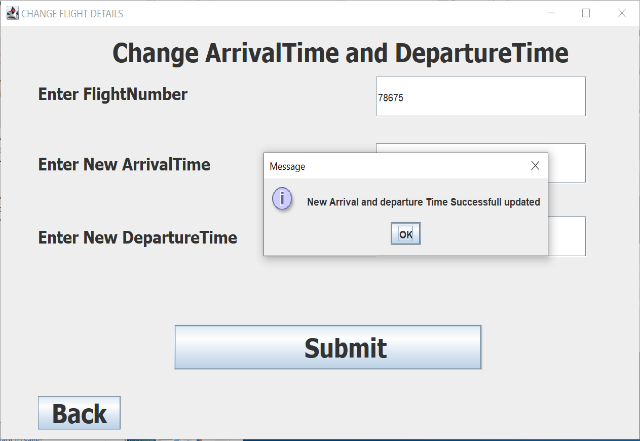 CHANGE FLIGHT DETAILS
Change ArrivalTime and DepartureTime
Enter FlightNumber
78675
Enter New ArrivalTime
Message
New Arrival and departure Time Successfull updated
OK
Enter New DepartureTime
Submit
Back